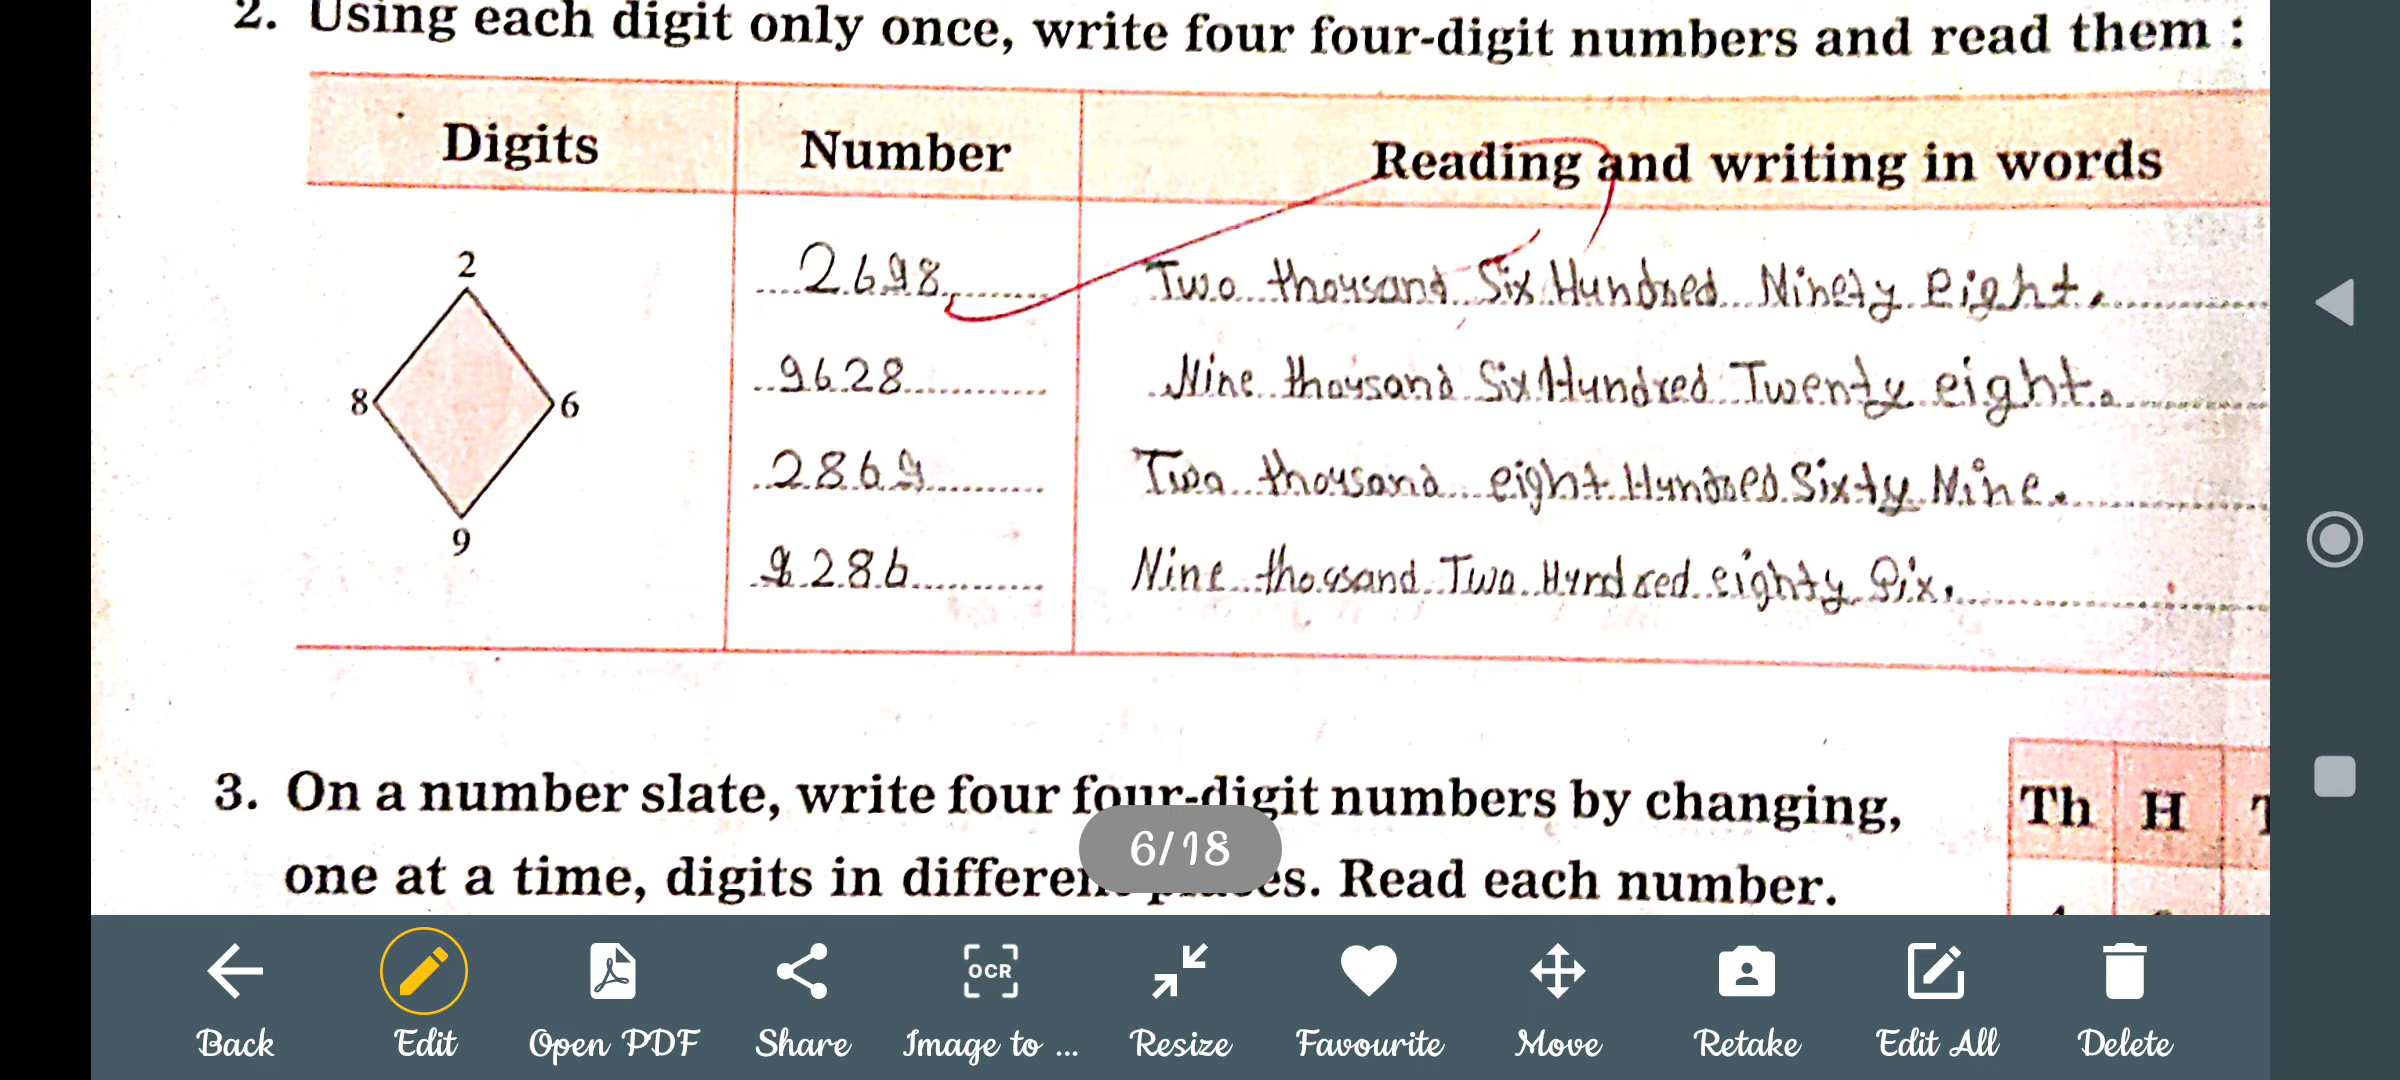 2. Using each digit only once, write four four-digit numbers and read them :
Digits Number Reading and writing in words
2
8 6
9
2698 Two thousand Six Hundred Ninety eight.
9628 Nine thousand Six Hundred Twenty eight.
2869 Two thousand eight Hundred Sixty Nine.
9286 Nine thousand Two Hundred eighty Six.
3. On a number slate, write four four-digit numbers by changing,
Th H
6/18
one at a time, digits in different places. Read each number.
Back Edit Open PDF Share Image to ... Resize Favourite Move Retake Edit All Delete
OCR